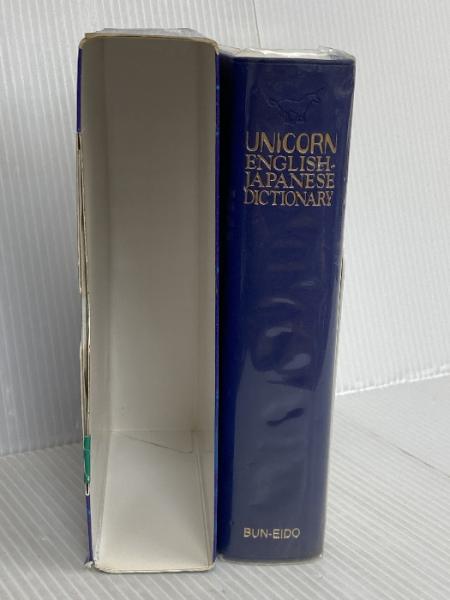 UNICORN
ENGLISH-
JAPANESE
DICTIONARY
BUN-EIDO